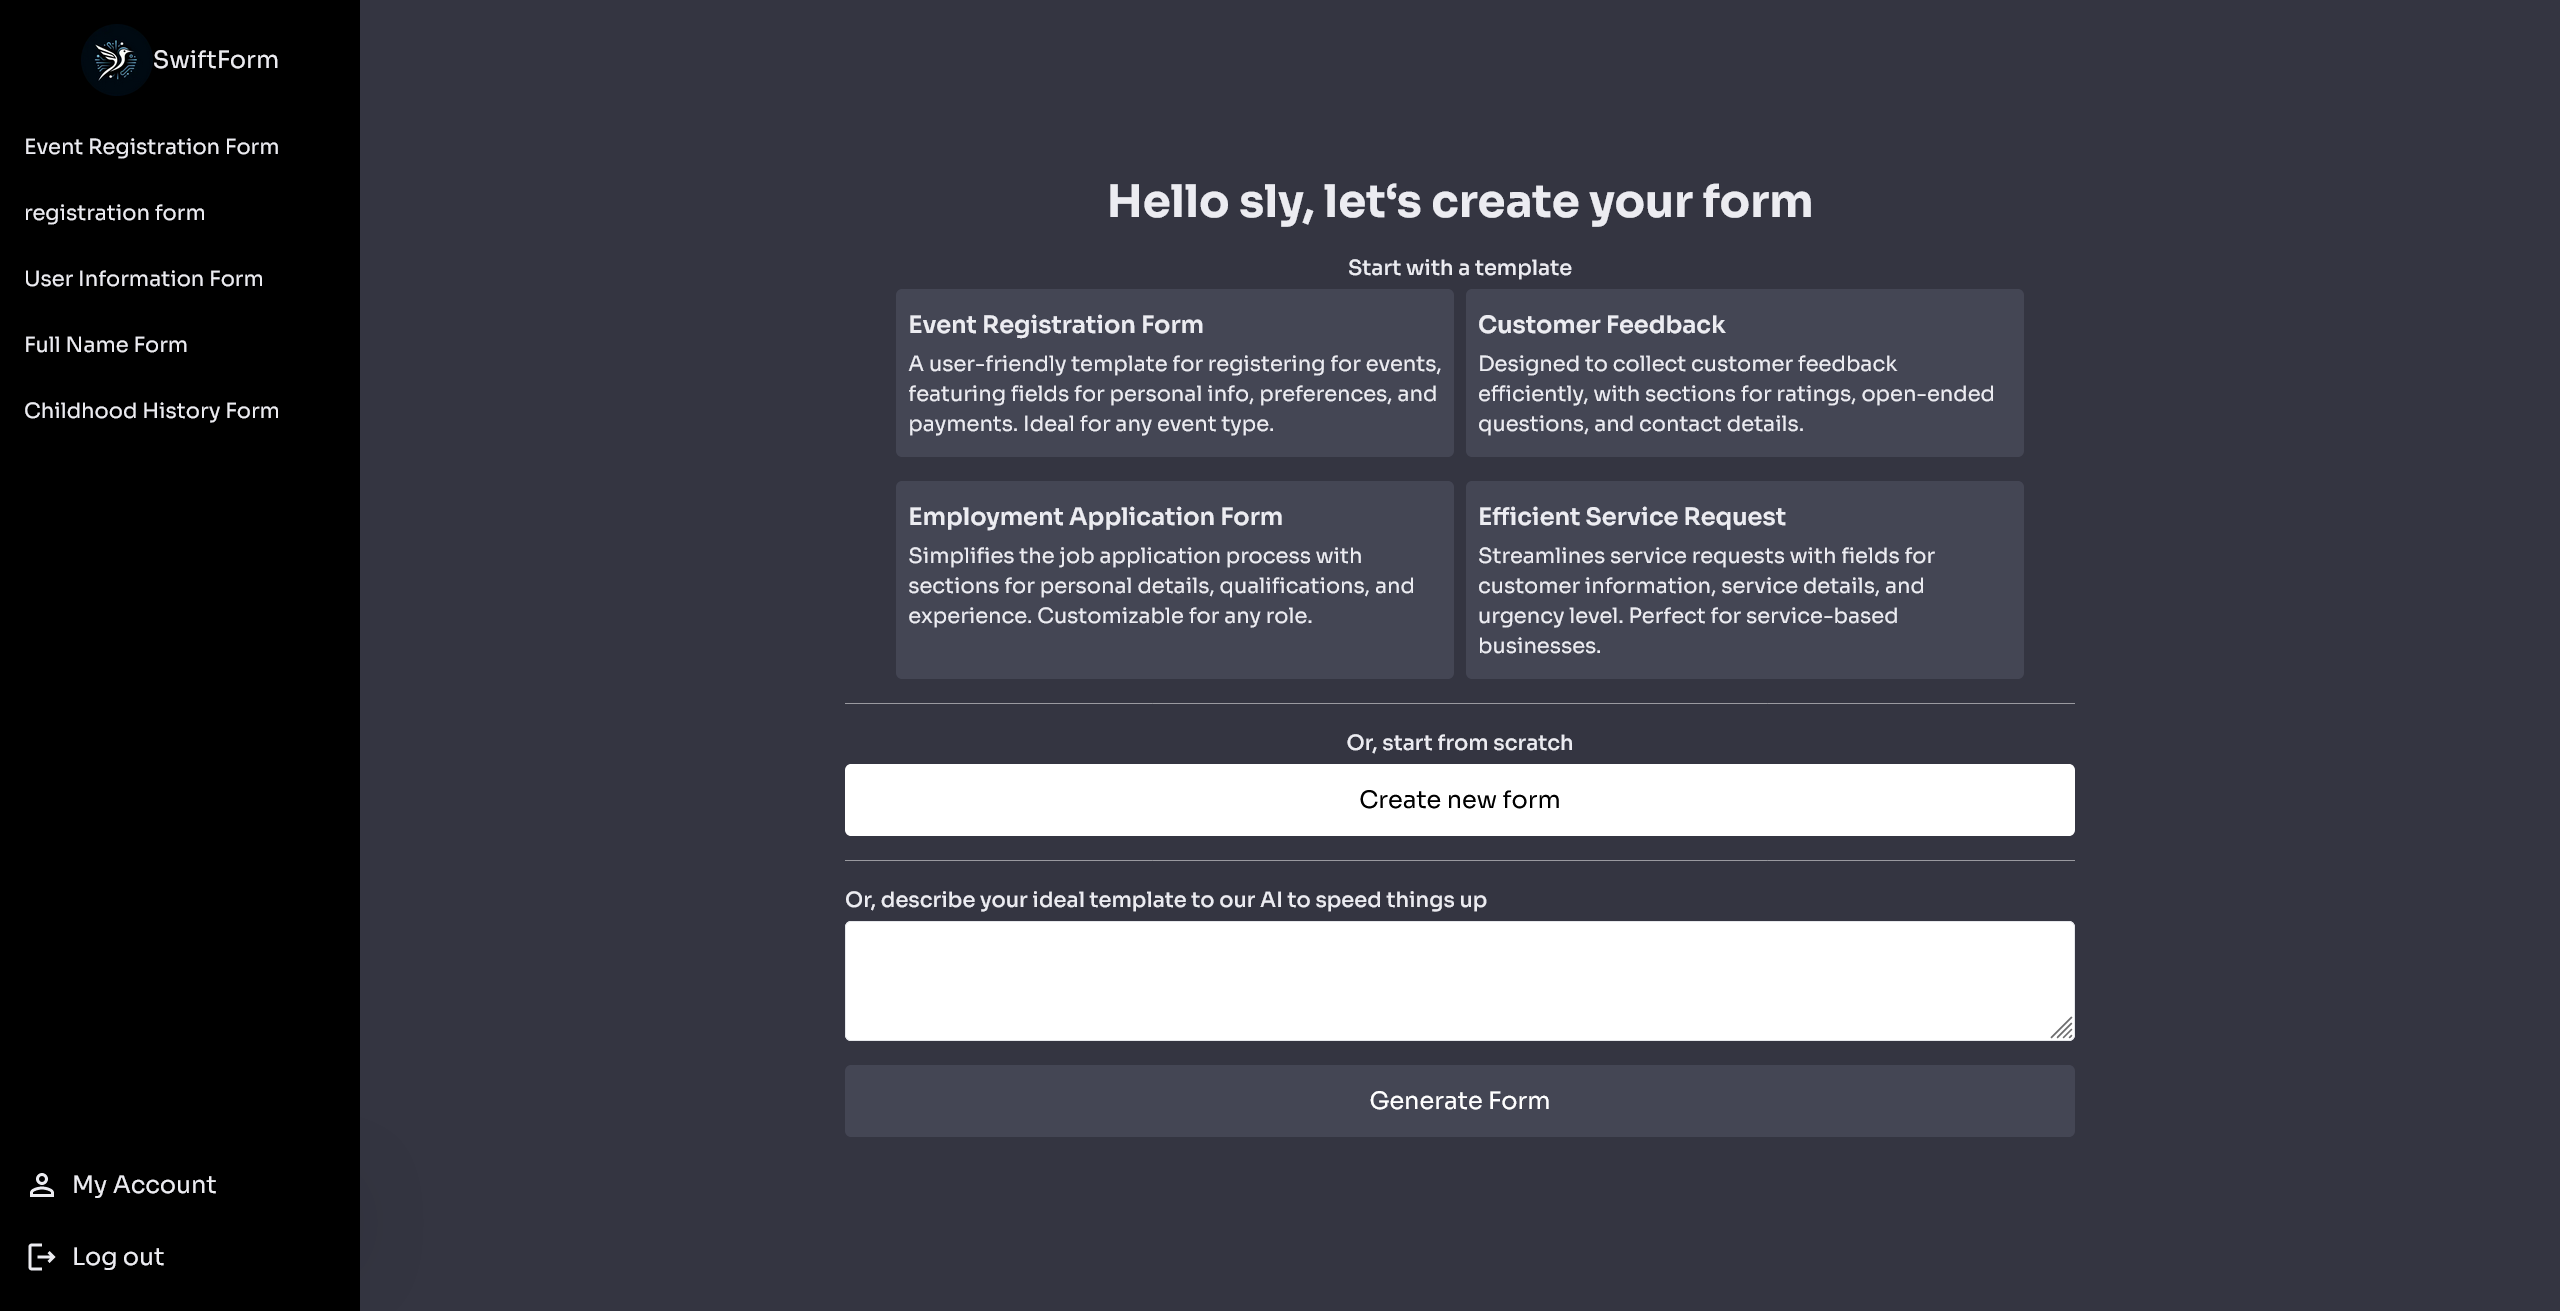 SwiftForm
Event Registration Form
registration form
User Information Form
Full Name Form
Childhood History Form
My Account
Log out
Hello sly, let‘s create your form
Start with a template
Event Registration Form
A user-friendly template for registering for events,
featuring fields for personal info, preferences, and
payments. Ideal for any event type.
Customer Feedback
Designed to collect customer feedback
efficiently, with sections for ratings, open-ended
questions, and contact details.
Employment Application Form
Simplifies the job application process with
sections for personal details, qualifications, and
experience. Customizable for any role.
Efficient Service Request
Streamlines service requests with fields for
customer information, service details, and
urgency level. Perfect for service-based
businesses.
Or, start from scratch
Create new form
Or, describe your ideal template to our AI to speed things up
Generate Form